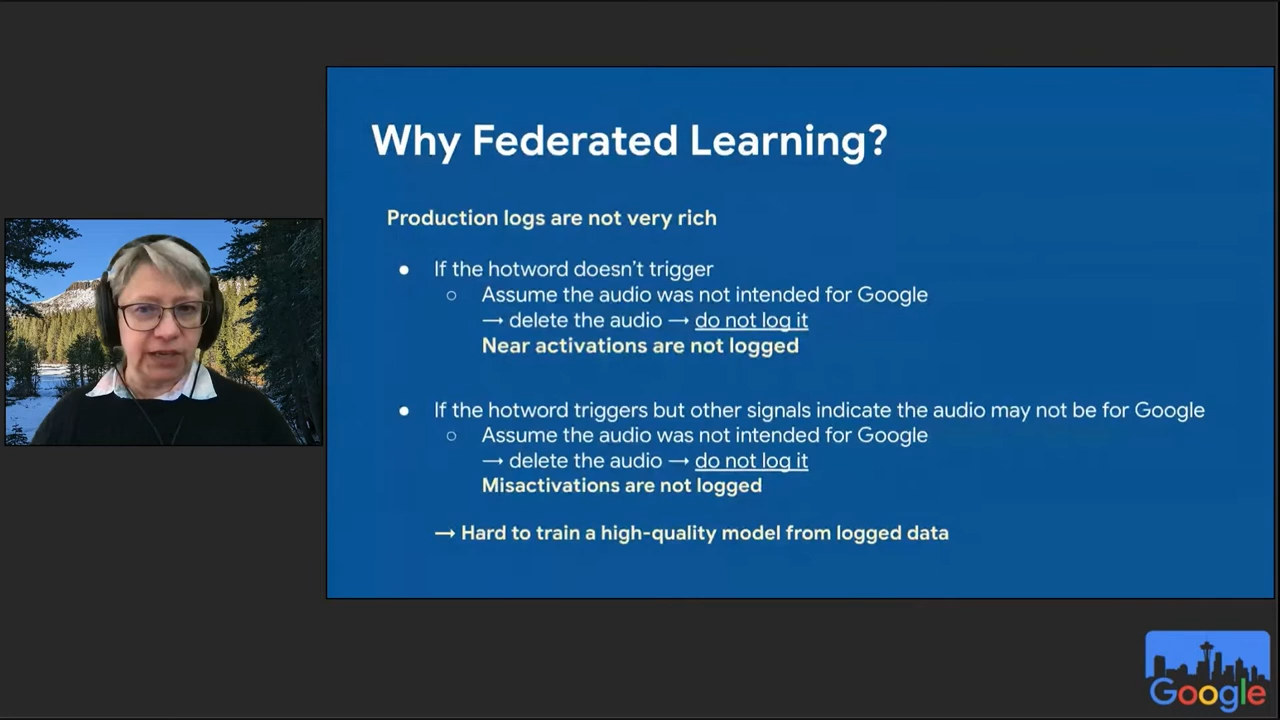 Why Federated Learning?
Production logs are not very rich
● If the hotword doesn't trigger
○ Assume the audio was not intended for Google
→ delete the audio → do not log it
Near activations are not logged
● If the hotword triggers but other signals indicate the audio may not be for Google
○ Assume the audio was not intended for Google
→ delete the audio → do not log it
Misactivations are not logged
→ Hard to train a high-quality model from logged data
Google